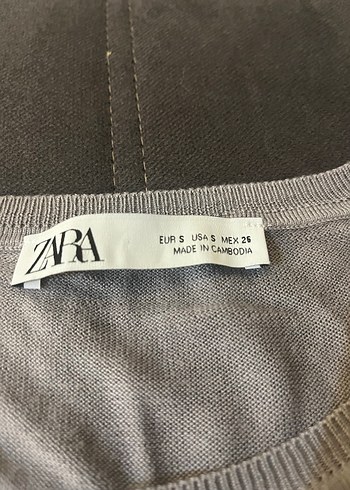 ZARA
EUR S USA S MEX 26
MADE IN CAMBODIA